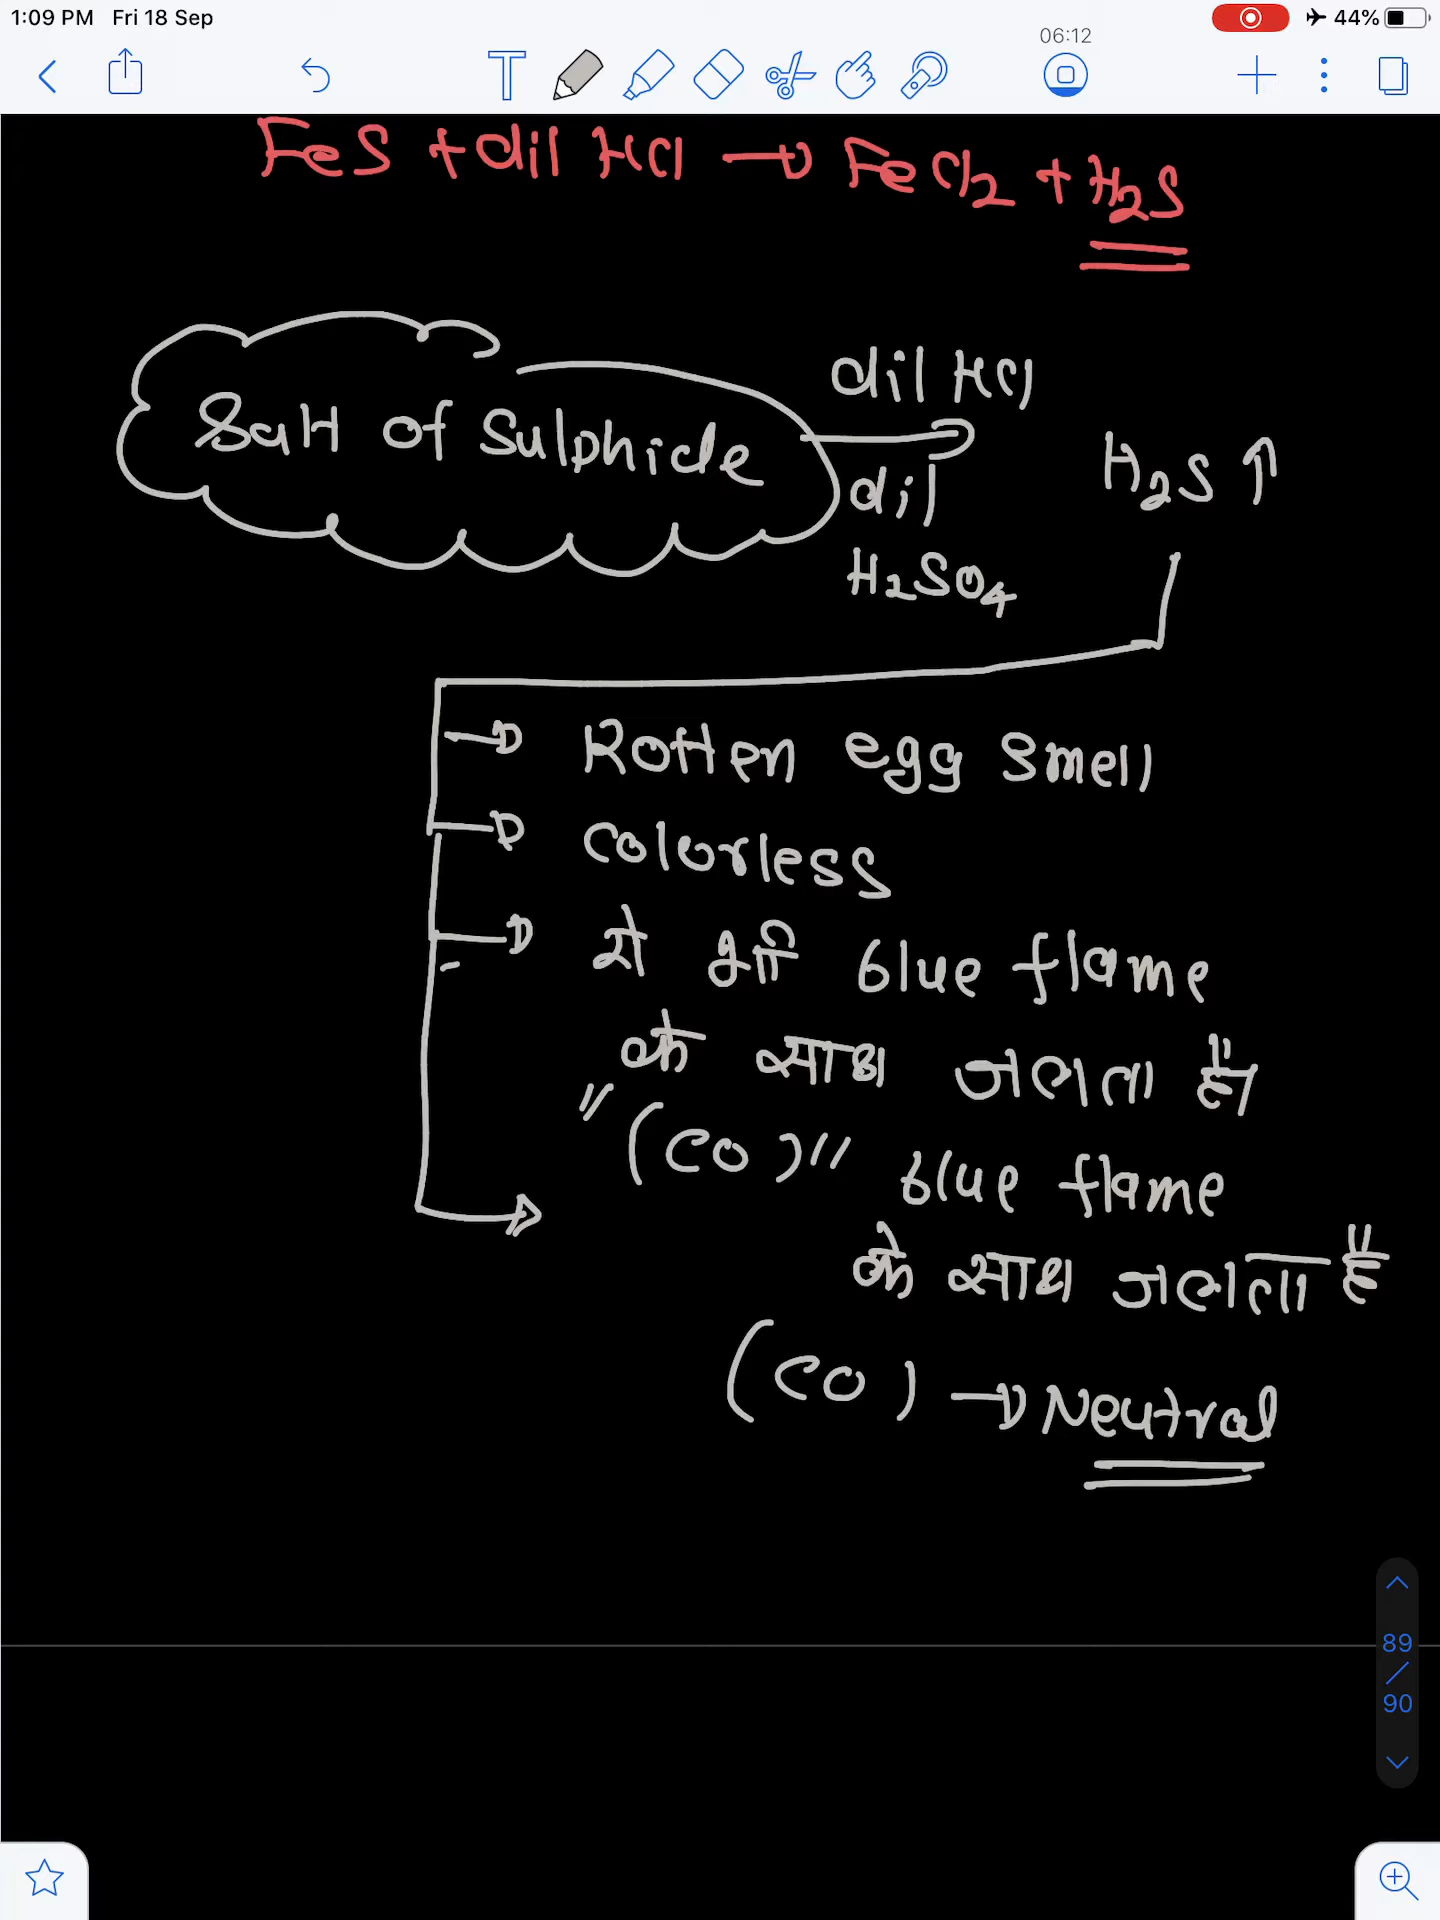 1:09 PM Fri 18 Sep
44%
06:12
T
FeS + dil HCl → FeCl2 + H2S
Salt of Sulphide
dil HCl
dil
H2SO4
H2S ↑
Rotten egg smell
Colorless
ये भी blue flame
के साथ जलता है।
"(CO)" blue flame
के साथ जलता है
(CO) → Neutral
89
/
90